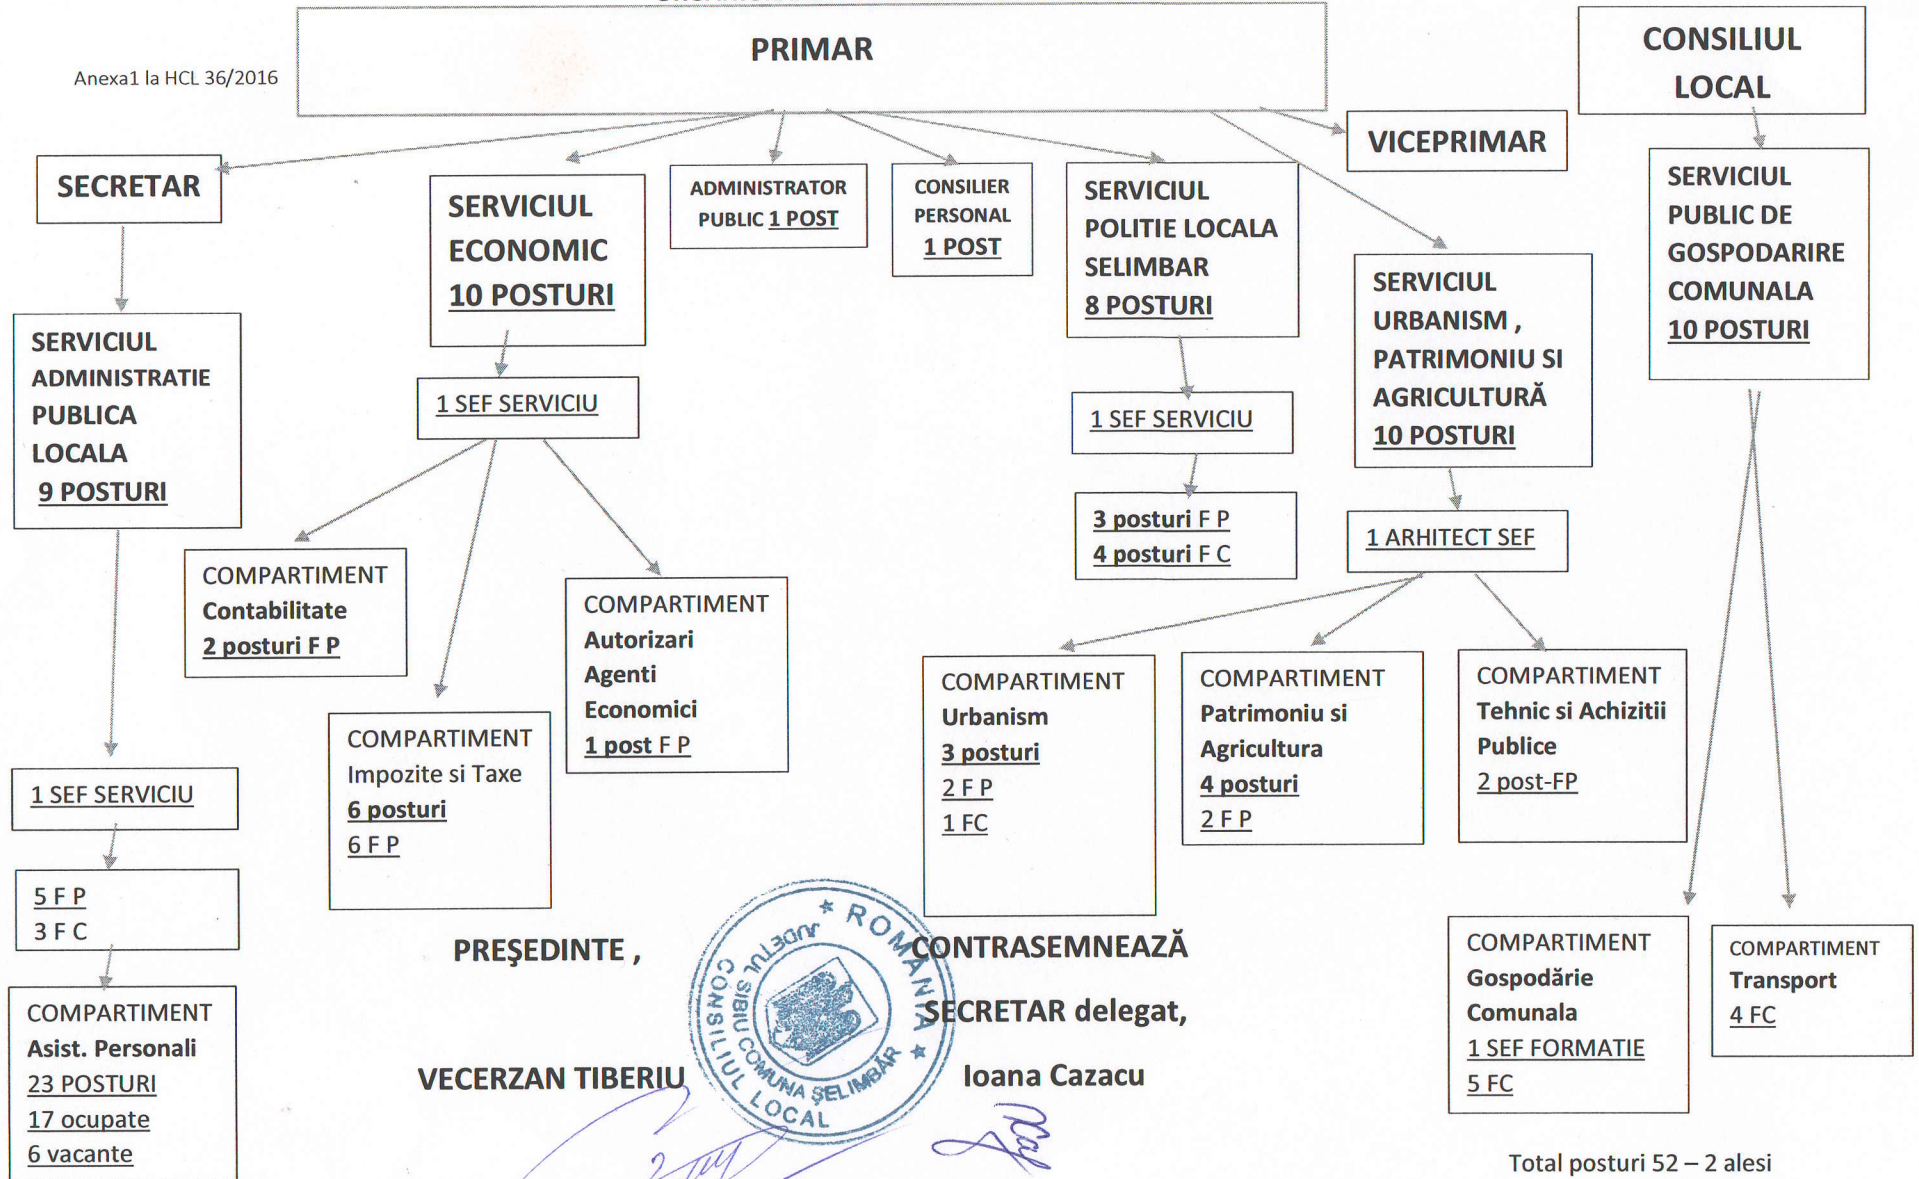 PRIMAR
CONSILIUL
LOCAL
Anexa1 la HCL 36/2016
VICEPRIMAR
SECRETAR
SERVICIUL
ECONOMIC
10 POSTURI
ADMINISTRATOR
PUBLIC 1 POST
CONSILIER
PERSONAL
1 POST
SERVICIUL
POLITIE LOCALA
SELIMBAR
8 POSTURI
SERVICIUL
URBANISM ,
PATRIMONIU SI
AGRICULTURĂ
10 POSTURI
SERVICIUL
PUBLIC DE
GOSPODARIRE
COMUNALA
10 POSTURI
SERVICIUL
ADMINISTRATIE
PUBLICA
LOCALA
9 POSTURI
1 SEF SERVICIU
1 SEF SERVICIU
3 posturi F P
4 posturi F C
1 ARHITECT SEF
COMPARTIMENT
Contabilitate
2 posturi F P
COMPARTIMENT
Impozite si Taxe
6 posturi
6 F P
COMPARTIMENT
Autorizari
Agenti
Economici
1 post F P
COMPARTIMENT
Urbanism
3 posturi
2 F P
1 FC
COMPARTIMENT
Patrimoniu si
Agricultura
4 posturi
2 F P
COMPARTIMENT
Tehnic si Achizitii
Publice
2 post-FP
1 SEF SERVICIU
5 F P
3 F C
COMPARTIMENT
Asist. Personali
23 POSTURI
17 ocupate
6 vacante
COMPARTIMENT
Gospodărie
Comunala
1 SEF FORMATIE
5 FC
COMPARTIMENT
Transport
4 FC
PREŞEDINTE ,
VECERZAN TIBERIU
CONTRASEMNEAZĂ
SECRETAR delegat,
Ioana Cazacu
* ROMÂNIA *
CONSILIUL LOCAL
JUDEŢUL SIBIU COMUNA ŞELIMBĂR
Total posturi 52 – 2 alesi